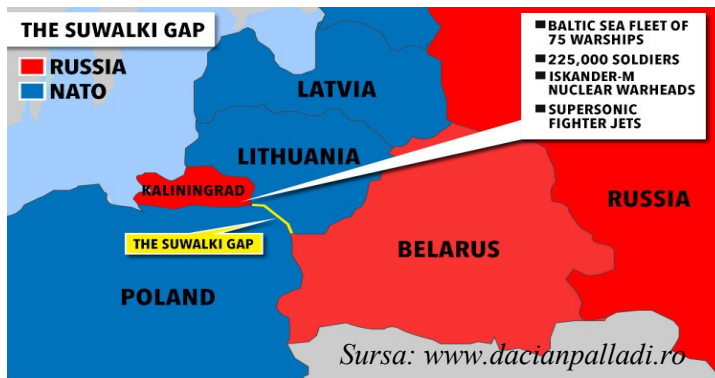 THE SUWALKI GAP
RUSSIA
NATO
BALTIC SEA FLEET OF
75 WARSHIPS
225,000 SOLDIERS
ISKANDER-M
NUCLEAR WARHEADS
SUPERSONIC
FIGHTER JETS
LATVIA
LITHUANIA
KALININGRAD
RUSSIA
THE SUWALKI GAP
BELARUS
POLAND
Sursa: www.dacianpalladi.ro